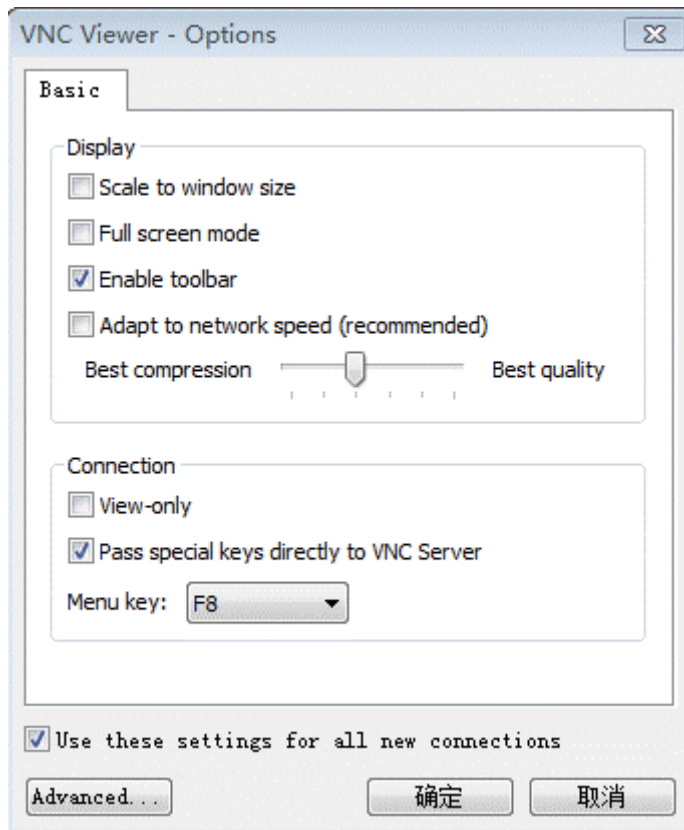 VNC Viewer - Options
Basic
Display
Scale to window size
Full screen mode
Enable toolbar
Adapt to network speed (recommended)
Best compression Best quality
Connection
View-only
Pass special keys directly to VNC Server
Menu key: F8
Use these settings for all new connections
Advanced... 确定 取消